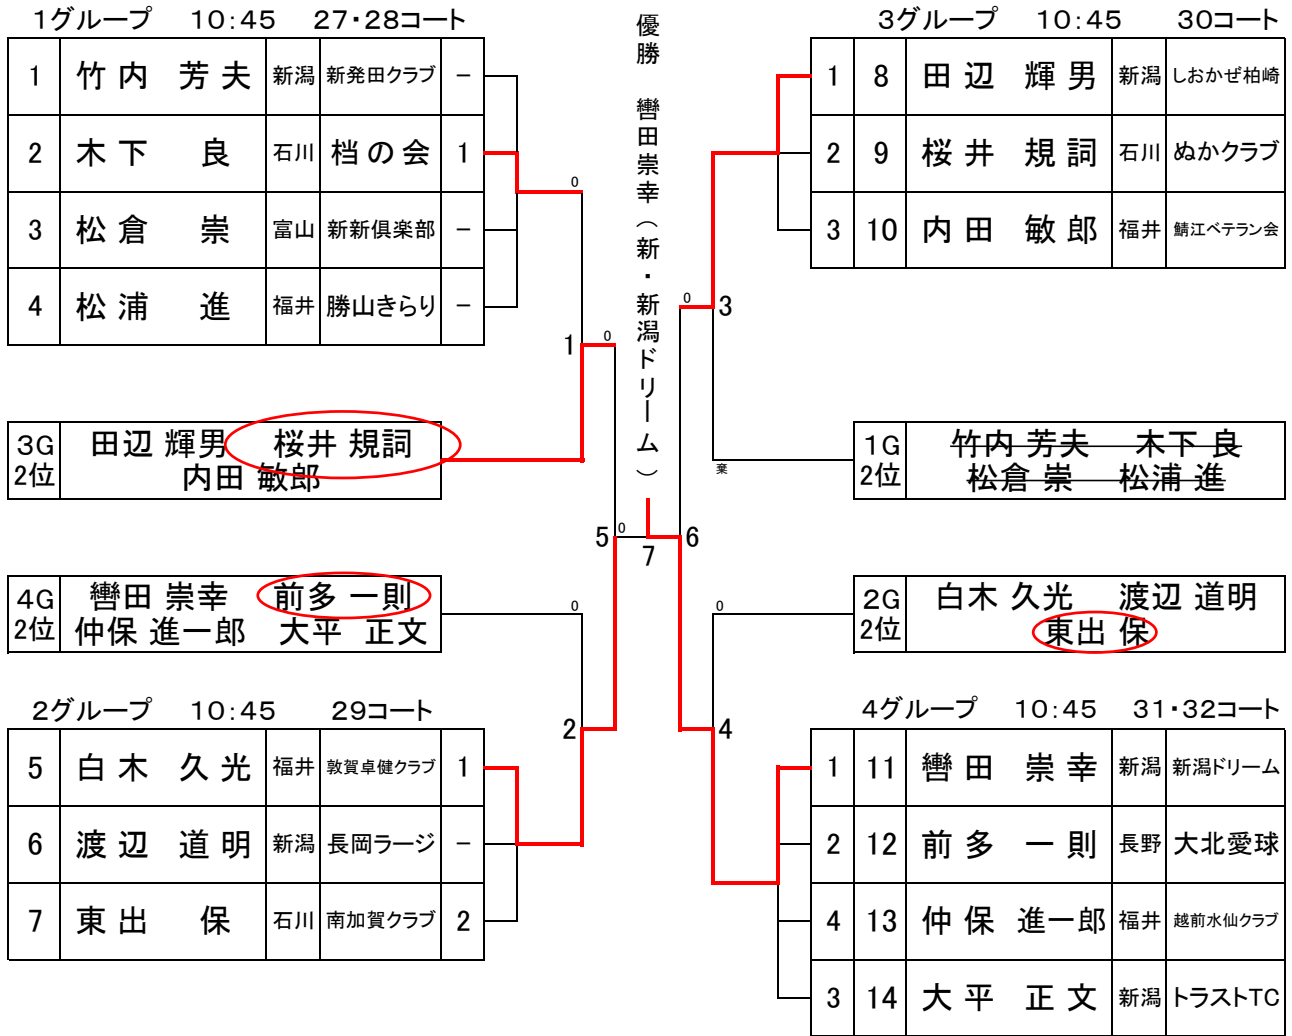 1グループ 10:45 27・28コート
1 竹内 芳夫 新潟 新発田クラブ −
2 木下 良 石川 档の会 1
3 松倉 崇 富山 新新倶楽部 −
4 松浦 進 福井 勝山きらり −
3G 2位 田辺 輝男 桜井 規詞
内田 敏郎
4G 2位 轡田 崇幸 前多 一則
仲保 進一郎 大平 正文
2グループ 10:45 29コート
5 白木 久光 福井 敦賀卓健クラブ 1
6 渡辺 道明 新潟 長岡ラージ −
7 東出 保 石川 南加賀クラブ 2
0
1
0
5
0
0
2
優勝 轡田崇幸(新・新潟ドリーム)
7
0
3
棄
6
0
4
3グループ 10:45 30コート
1 8 田辺 輝男 新潟 しおかぜ柏崎
2 9 桜井 規詞 石川 ぬかクラブ
3 10 内田 敏郎 福井 鯖江ベテラン会
1G 2位 竹内 芳夫 木下 良
松倉 崇 松浦 進
2G 2位 白木 久光 渡辺 道明
東出 保
4グループ 10:45 31・32コート
1 11 轡田 崇幸 新潟 新潟ドリーム
2 12 前多 一則 長野 大北愛球
4 13 仲保 進一郎 福井 越前水仙クラブ
3 14 大平 正文 新潟 トラストTC